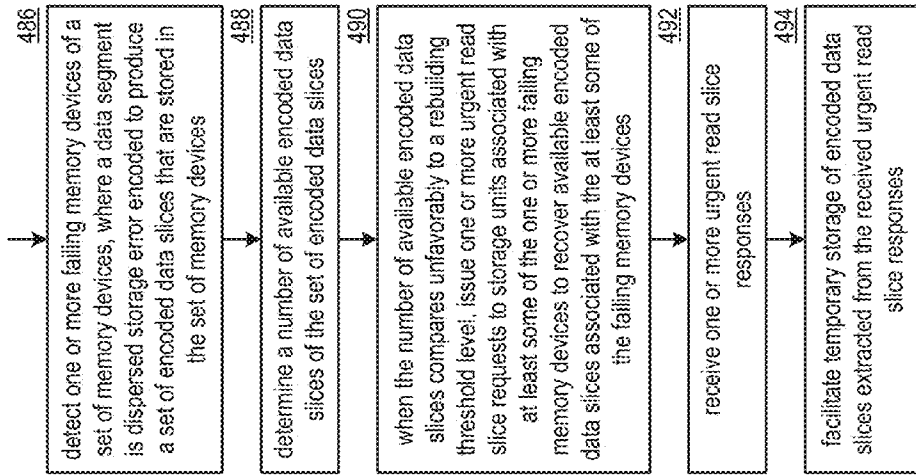 486
detect one or more failing memory devices of a
set of memory devices, where a data segment
is dispersed storage error encoded to produce
a set of encoded data slices that are stored in
the set of memory devices
488
determine a number of available encoded data
slices of the set of encoded data slices
490
when the number of available encoded data
slices compares unfavorably to a rebuilding
threshold level, issue one or more urgent read
slice requests to storage units associated with
at least some of the one or more failing
memory devices to recover available encoded
data slices associated with the at least some of
the failing memory devices
492
receive one or more urgent read slice
responses
494
facilitate temporary storage of encoded data
slices extracted from the received urgent read
slice responses